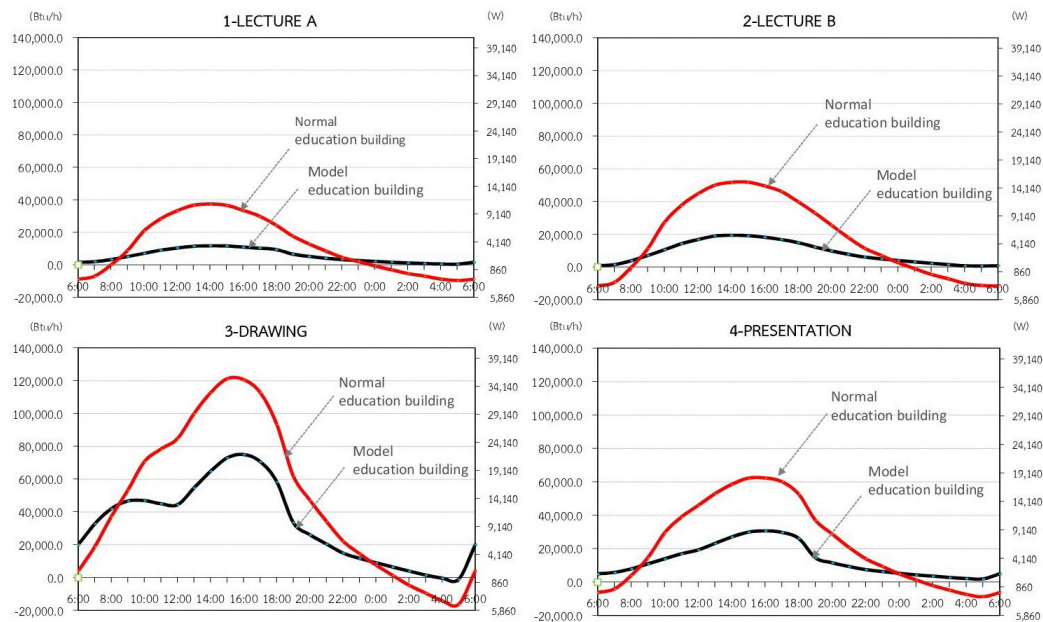 (Btu/h)
1-LECTURE A
(W)
140,000.0
120,000.0
100,000.0
80,000.0
60,000.0
40,000.0
20,000.0
0.0
-20,000.0
Normal
education building
Model
education building
39,140
34,140
29,140
24,140
19,140
14,140
9,140
4,140
860
5,860
6:00 8:00 10:00 12:00 14:00 16:00 18:00 20:00 22:00 0:00 2:00 4:00 6:00
(Btu/h)
2-LECTURE B
(W)
140,000.0
120,000.0
100,000.0
80,000.0
60,000.0
40,000.0
20,000.0
0.0
-20,000.0
Normal
education building
Model
education building
39,140
34,140
29,140
24,140
19,140
14,140
9,140
4,140
860
5,860
6:00 8:00 10:00 12:00 14:00 16:00 18:00 20:00 22:00 0:00 2:00 4:00 6:00
(Btu/h)
3-DRAWING
(W)
140,000.0
120,000.0
100,000.0
80,000.0
60,000.0
40,000.0
20,000.0
0.0
-20,000.0
Normal
education building
Model
education building
39,140
34,140
29,140
24,140
19,140
14,140
9,140
4,140
860
5,860
6:00 8:00 10:00 12:00 14:00 16:00 18:00 20:00 22:00 0:00 2:00 4:00 6:00
(Btu/h)
4-PRESENTATION
(W)
140,000.0
120,000.0
100,000.0
80,000.0
60,000.0
40,000.0
20,000.0
0.0
-20,000.0
Normal
education building
Model
education building
39,140
34,140
29,140
24,140
19,140
14,140
9,140
4,140
860
5,860
6:00 8:00 10:00 12:00 14:00 16:00 18:00 20:00 22:00 0:00 2:00 4:00 6:00